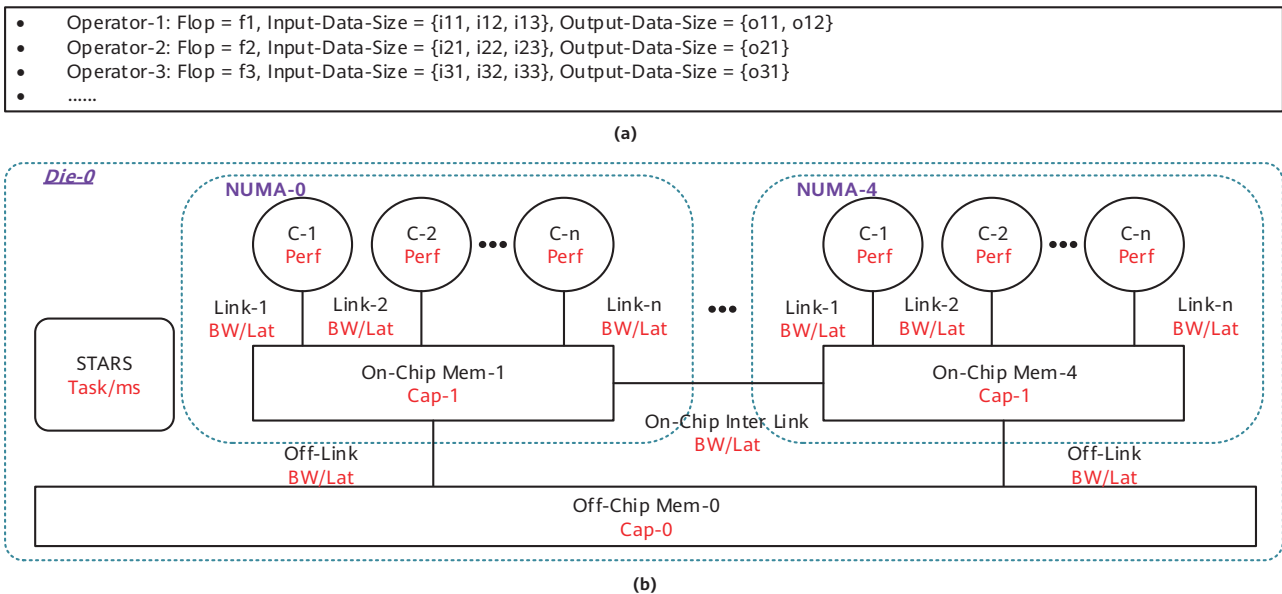 • Operator-1: Flop = f1, Input-Data-Size = {i11, i12, i13}, Output-Data-Size = {o11, o12}
• Operator-2: Flop = f2, Input-Data-Size = {i21, i22, i23}, Output-Data-Size = {o21}
• Operator-3: Flop = f3, Input-Data-Size = {i31, i32, i33}, Output-Data-Size = {o31}
• ......
(a)
Die-0
NUMA-0
C-1
Perf
C-2
Perf
•••
C-n
Perf
Link-1
BW/Lat
Link-2
BW/Lat
Link-n
BW/Lat
On-Chip Mem-1
Cap-1
•••
NUMA-4
C-1
Perf
C-2
Perf
•••
C-n
Perf
Link-1
BW/Lat
Link-2
BW/Lat
Link-n
BW/Lat
On-Chip Mem-4
Cap-1
STARS
Task/ms
On-Chip Inter Link
BW/Lat
Off-Link
BW/Lat
Off-Link
BW/Lat
Off-Chip Mem-0
Cap-0
(b)